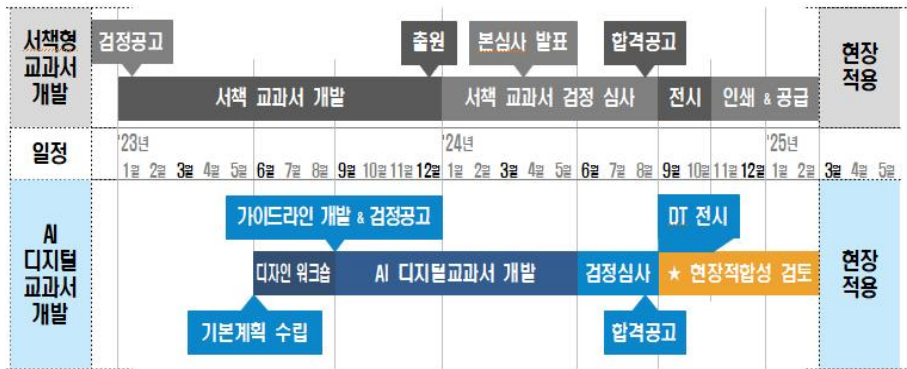 서책형
교과서
개발
검정공고
출원
본심사 발표
합격공고
서책 교과서 개발
서책 교과서 검정 심사
전시
인쇄 & 공급
현장
적용
일정
'23년
'24년
'25년
1월 2월 3월 4월 5월 6월 7월 8월 9월 10월 11월 12월 1월 2월 3월 4월 5월 6월 7월 8월 9월 10월 11월 12월 1월 2월 3월 4월 5월
AI
디지털
교과서
개발
가이드라인 개발 & 검정공고
DT 전시
디자인 워크숍
AI 디지털교과서 개발
검정심사
★ 현장적합성 검토
기본계획 수립
합격공고
현장
적용